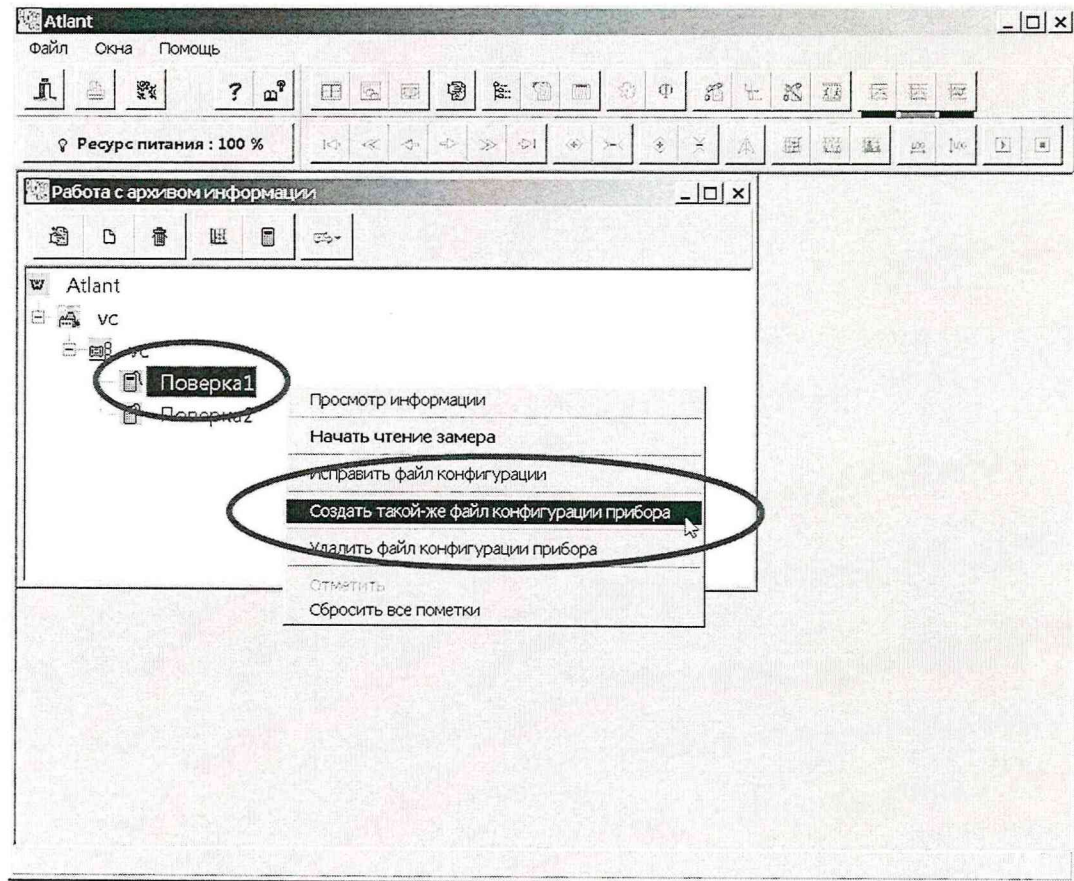 Atlant
Файл Окна Помощь
Ресурс питания : 100 %
Работа с архивом информации
Atlant
vc
vc
Поверка1
Поверка2
Просмотр информации
Начать чтение замера
Исправить файл конфигурации
Создать такой-же файл конфигурации прибора
Удалить файл конфигурации прибора
Отметить
Сбросить все пометки